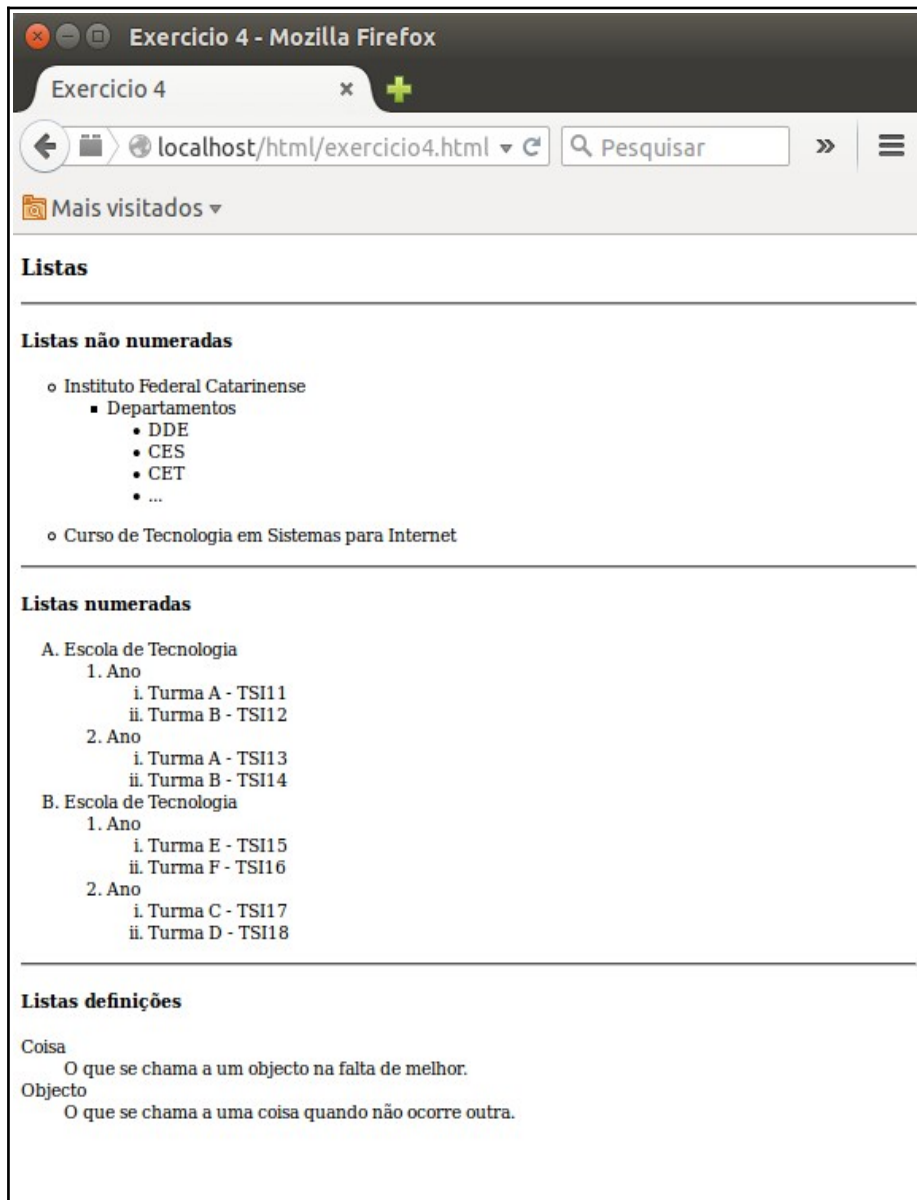 Exercicio 4 - Mozilla Firefox
Exercicio 4
localhost/html/exercicio4.html
Pesquisar
Mais visitados
Listas
Listas não numeradas
Instituto Federal Catarinense
Departamentos
DDE
CES
CET
...
Curso de Tecnologia em Sistemas para Internet
Listas numeradas
A. Escola de Tecnologia
1. Ano
i. Turma A - TSI11
ii. Turma B - TSI12
2. Ano
i. Turma A - TSI13
ii. Turma B - TSI14
B. Escola de Tecnologia
1. Ano
i. Turma E - TSI15
ii. Turma F - TSI16
2. Ano
i. Turma C - TSI17
ii. Turma D - TSI18
Listas definições
Coisa
O que se chama a um objecto na falta de melhor.
Objecto
O que se chama a uma coisa quando não ocorre outra.